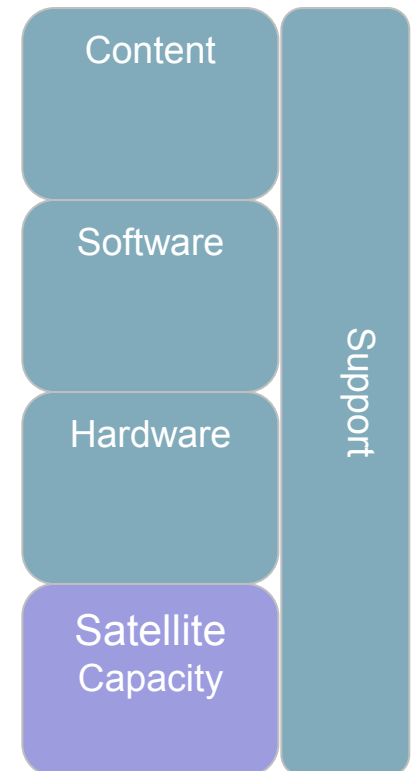 Content
Software
Hardware
Satellite
Capacity
Support